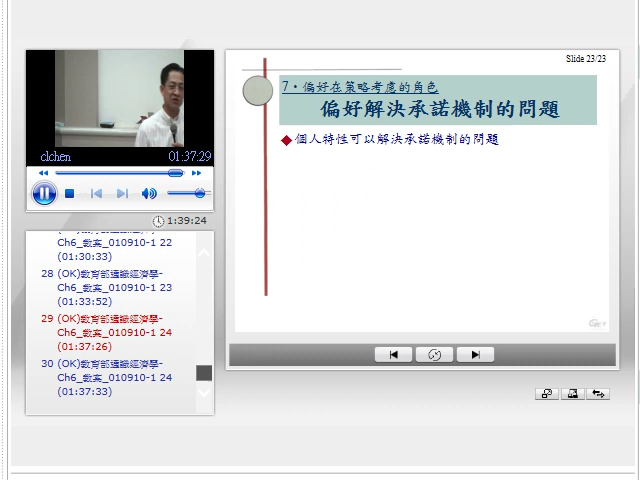 Slide 23/23
7·偏好在策略考慮的角色
偏好解決承諾機制的問題
個人特性可以解決承諾機制的問題
clchen 01:37:29
1:39:24
Ch6_教案_010910-1 22
(01:30:33)
28 (OK)教育部通識經濟學-
Ch6_教案_010910-1 23
(01:33:52)
29 (OK)教育部通識經濟學-
Ch6_教案_010910-1 24
(01:37:26)
30 (OK)教育部通識經濟學-
Ch6_教案_010910-1 24
(01:37:33)